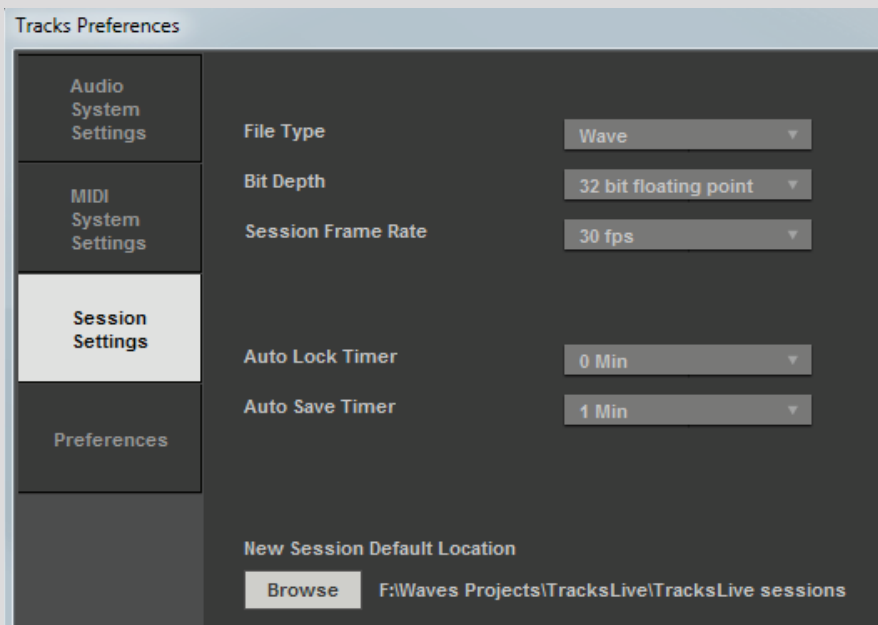 Tracks Preferences
Audio
System
Settings
MIDI
System
Settings
Session
Settings
Preferences
File Type
Wave
Bit Depth
32 bit floating point
Session Frame Rate
30 fps
Auto Lock Timer
0 Min
Auto Save Timer
1 Min
New Session Default Location
Browse
F:\Waves Projects\TracksLive\TracksLive sessions